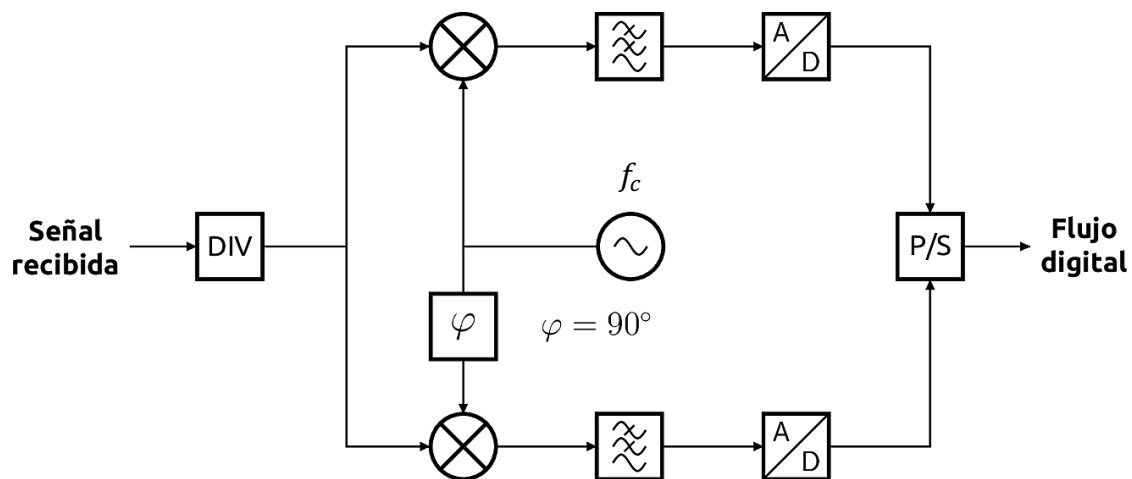 A
D
f_c
Señal
recibida
DIV
P/S
Flujo
digital
φ
φ = 90°
A
D